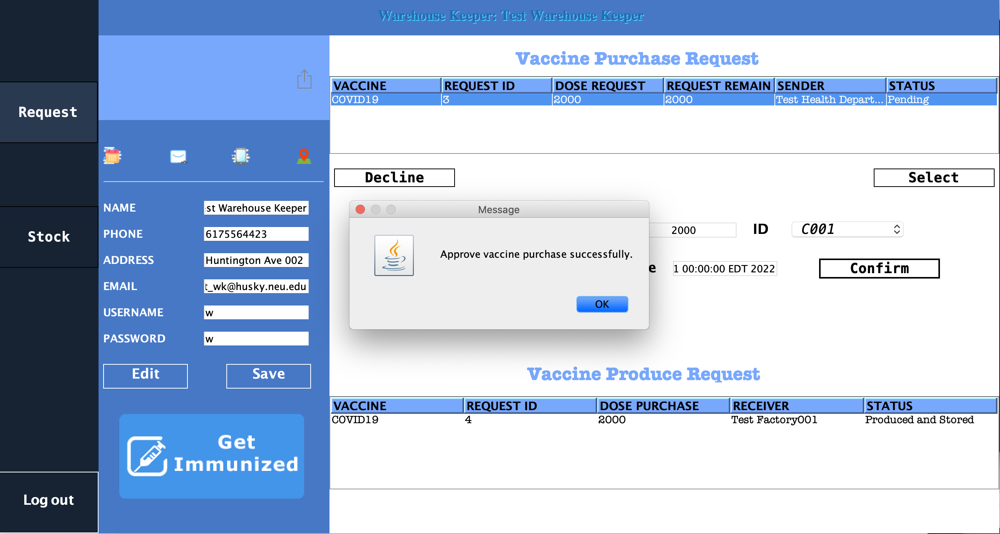 Warehouse Keeper: Test Warehouse Keeper
Request
Stock
Log out
NAME st Warehouse Keeper
PHONE 6175564423
ADDRESS Huntington Ave 002
EMAIL t_wk@husky.neu.edu
USERNAME w
PASSWORD w
Edit Save
Get
Immunized
Vaccine Purchase Request
VACCINE REQUEST ID DOSE REQUEST REQUEST REMAIN SENDER STATUS
COVID19 3 2000 2000 Test Health Depart... Pending
Decline Select
Message
Approve vaccine purchase successfully.
OK
2000 ID C001
e 1 00:00:00 EDT 2022 Confirm
Vaccine Produce Request
VACCINE REQUEST ID DOSE PURCHASE RECEIVER STATUS
COVID19 4 2000 Test Factory001 Produced and Stored